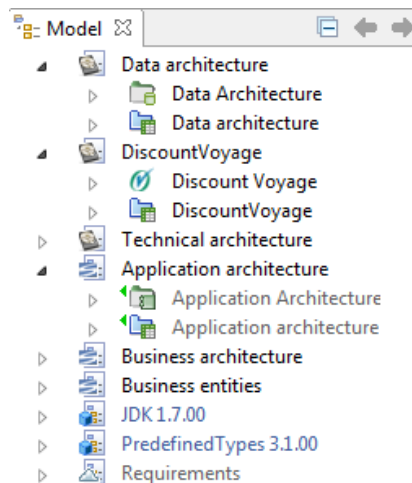 Model
Data architecture
Data Architecture
Data architecture
DiscountVoyage
Discount Voyage
DiscountVoyage
Technical architecture
Application architecture
Application Architecture
Application architecture
Business architecture
Business entities
JDK 1.7.00
PredefinedTypes 3.1.00
Requirements